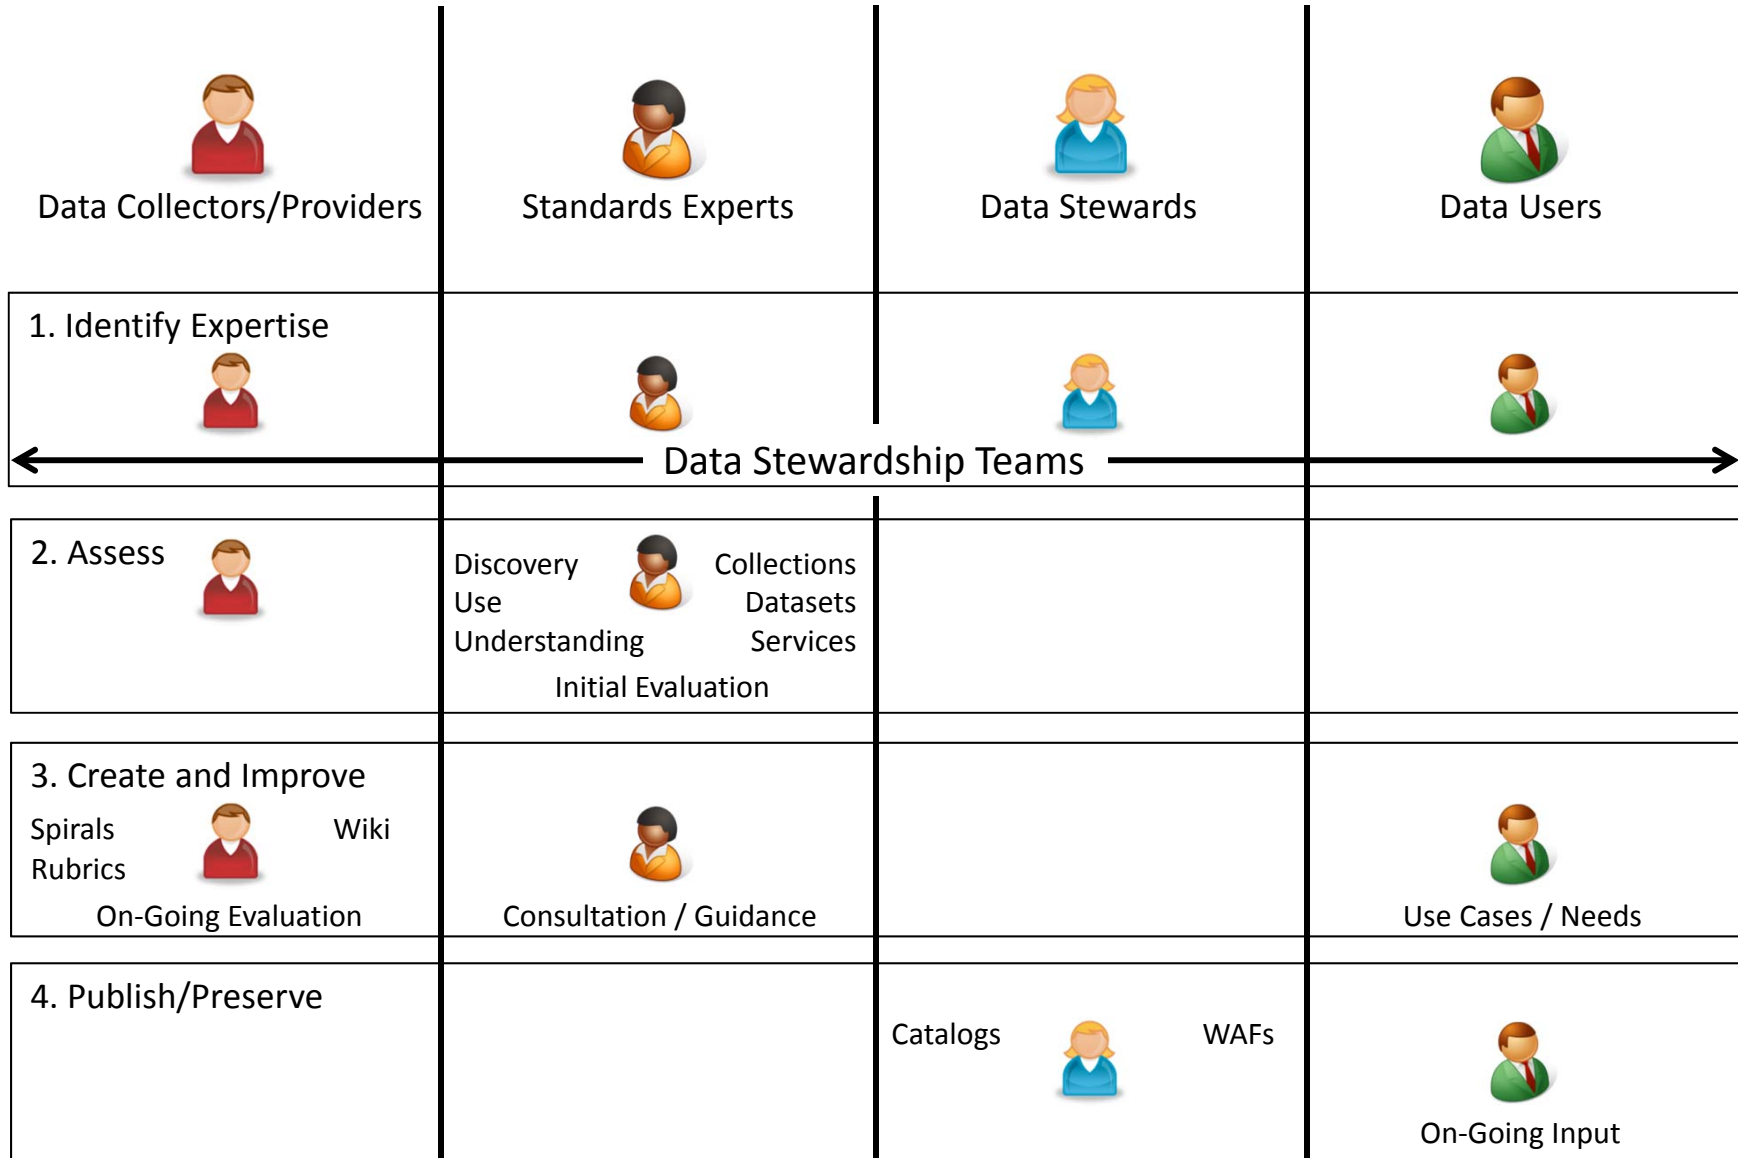 Data Collectors/Providers
Standards Experts
Data Stewards
Data Users
1. Identify Expertise
Data Stewardship Teams
2. Assess
Discovery
Collections
Use
Datasets
Understanding
Services
Initial Evaluation
3. Create and Improve
Spirals
Wiki
Rubrics
On-Going Evaluation
Consultation / Guidance
Use Cases / Needs
4. Publish/Preserve
Catalogs
WAFs
On-Going Input